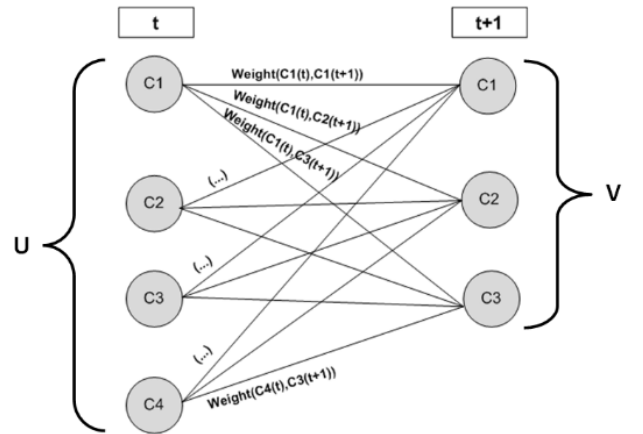 t
t+1
C1
Weight(C1(t),C1(t+1))
C1
Weight(C1(t),C2(t+1))
Weight(C1(t),C3(t+1))
(...)
C2
C2
V
U
(...)
C3
C3
(...)
Weight(C4(t),C3(t+1))
C4